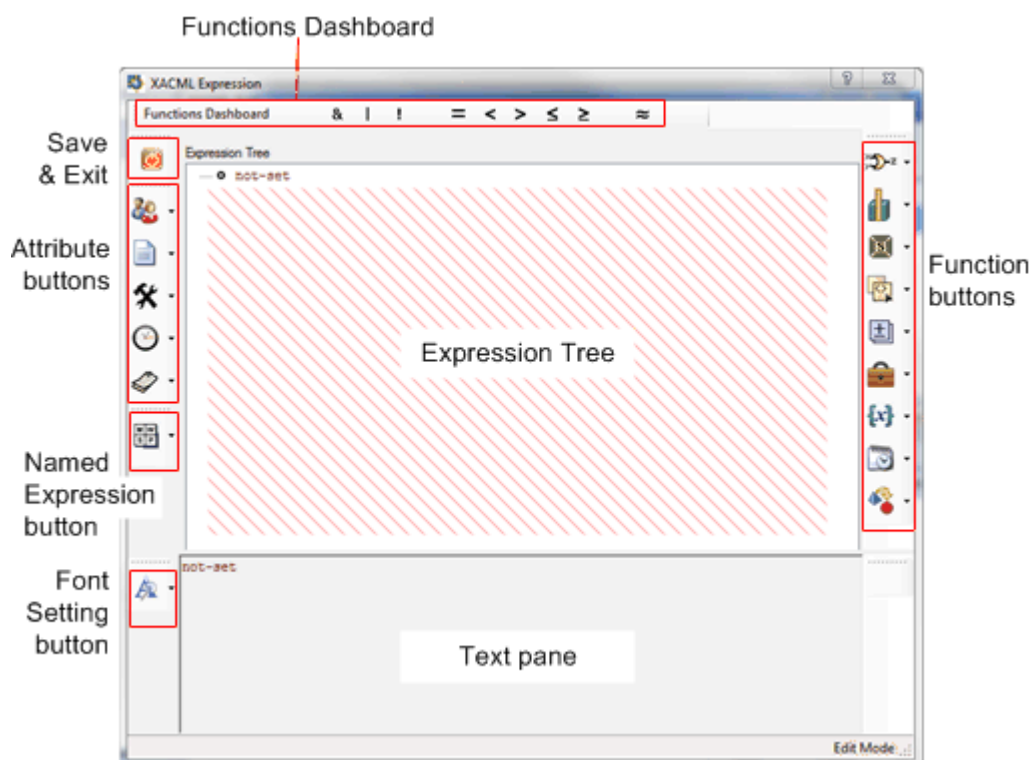 Functions Dashboard
XACML Expression
Functions Dashboard & | ! = < > ≤ ≥ ≈
Save
& Exit
Expression Tree
not-set
Attribute
buttons
Function
buttons
Expression Tree
{x}
Named
Expression
button
not-set
Font
Setting
button
Text pane
Edit Mode